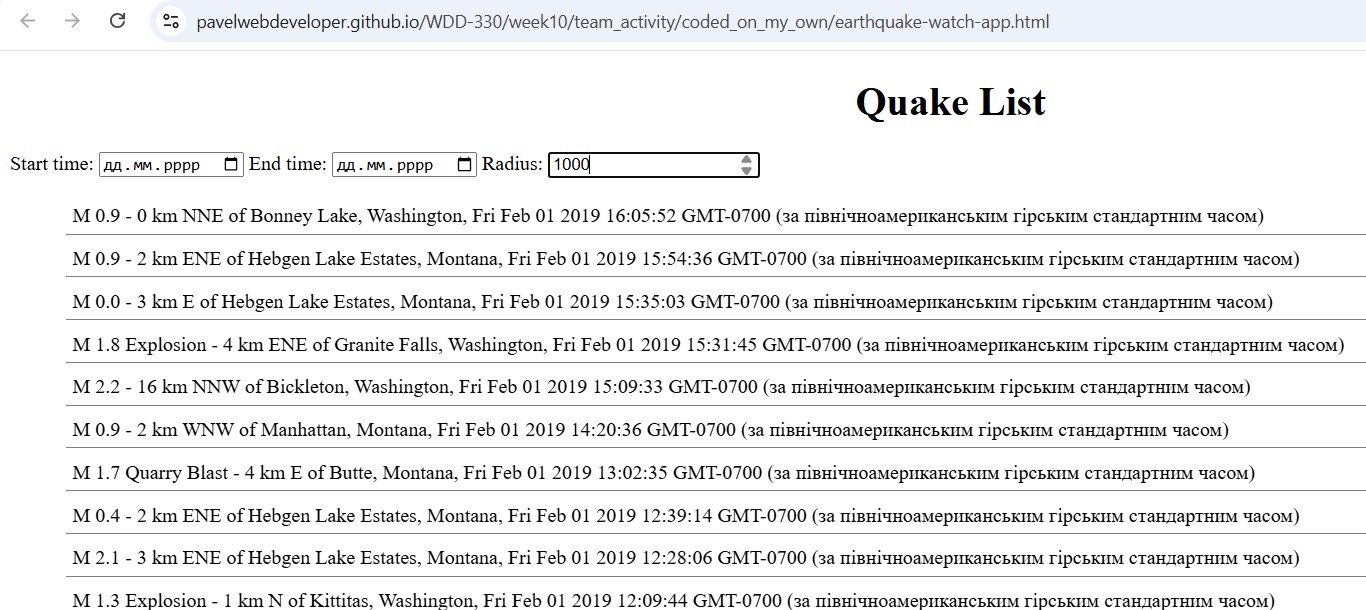 pavelwebdeveloper.github.io/WDD-330/week10/team_activity/coded_on_my_own/earthquake-watch-app.html
Quake List
Start time: дд.мм.рррр End time: дд.мм.рррр Radius: 1000
M 0.9 - 0 km NNE of Bonney Lake, Washington, Fri Feb 01 2019 16:05:52 GMT-0700 (за північноамериканським гірським стандартним часом)
M 0.9 - 2 km ENE of Hebgen Lake Estates, Montana, Fri Feb 01 2019 15:54:36 GMT-0700 (за північноамериканським гірським стандартним часом)
M 0.0 - 3 km E of Hebgen Lake Estates, Montana, Fri Feb 01 2019 15:35:03 GMT-0700 (за північноамериканським гірським стандартним часом)
M 1.8 Explosion - 4 km ENE of Granite Falls, Washington, Fri Feb 01 2019 15:31:45 GMT-0700 (за північноамериканським гірським стандартним часом)
M 2.2 - 16 km NNW of Bickleton, Washington, Fri Feb 01 2019 15:09:33 GMT-0700 (за північноамериканським гірським стандартним часом)
M 0.9 - 2 km WNW of Manhattan, Montana, Fri Feb 01 2019 14:20:36 GMT-0700 (за північноамериканським гірським стандартним часом)
M 1.7 Quarry Blast - 4 km E of Butte, Montana, Fri Feb 01 2019 13:02:35 GMT-0700 (за північноамериканським гірським стандартним часом)
M 0.4 - 2 km ENE of Hebgen Lake Estates, Montana, Fri Feb 01 2019 12:39:14 GMT-0700 (за північноамериканським гірським стандартним часом)
M 2.1 - 3 km ENE of Hebgen Lake Estates, Montana, Fri Feb 01 2019 12:28:06 GMT-0700 (за північноамериканським гірським стандартним часом)
M 1.3 Explosion - 1 km N of Kittitas, Washington, Fri Feb 01 2019 12:09:44 GMT-0700 (за північноамериканським гірським стандартним часом)